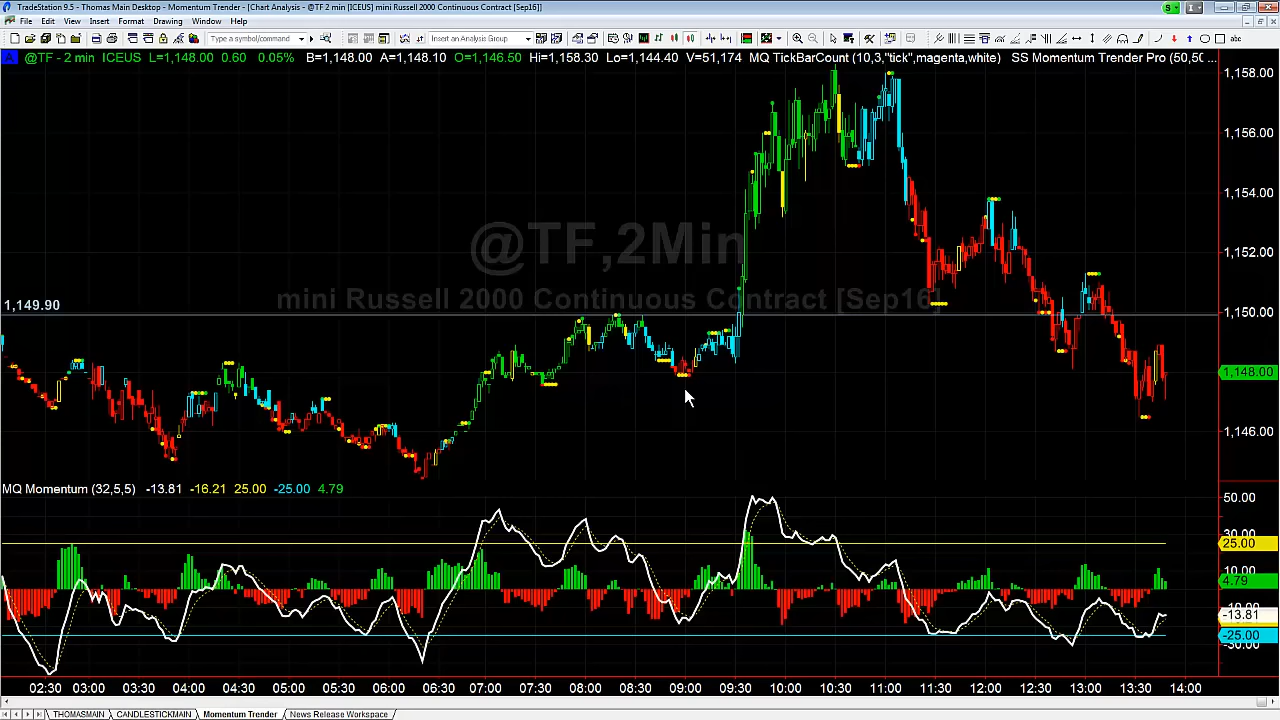 TradeStation 9.5 - Thomas Main Desktop - Momentum Trender - [Chart Analysis - @TF 2 min [ICEUS] mini Russell 2000 Continuous Contract [Sep16]]
File Edit View Insert Format Drawing Window Help
Type a symbol/command
Insert an Analysis Group
abc
A @TF - 2 min ICEUS L=1,148.00 0.60 0.05% B=1,148.00 A=1,148.10 O=1,146.50 Hi=1,158.30 Lo=1,144.40 V=51,174 MQ TickBarCount (10,3,"tick",magenta,white) SS Momentum Trender Pro (50,50 ...
1,158.00
1,156.00
1,154.00
@TF,2Min
1,152.00
mini Russell 2000 Continuous Contract [Sep16]
1,149.90
1,150.00
1,148.00
1,146.00
MQ Momentum (32,5,5) -13.81 -16.21 25.00 -25.00 4.79
50.00
30.00
25.00
10.00
4.79
-13.81
-25.00
02:30 03:00 03:30 04:00 04:30 05:00 05:30 06:00 06:30 07:00 07:30 08:00 08:30 09:00 09:30 10:00 10:30 11:00 11:30 12:00 12:30 13:00 13:30 14:00
THOMASMAIN CANDLESTICKMAIN Momentum Trender News Release Workspace